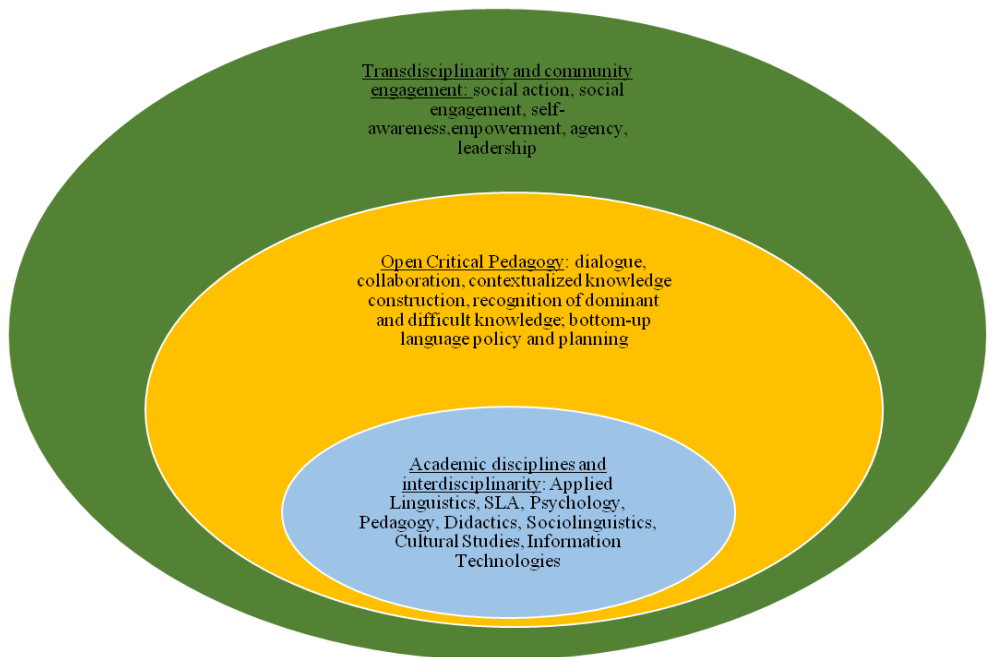 Transdisciplinarity and community
engagement: social action, social
engagement, self-
awareness,empowerment, agency,
leadership
Open Critical Pedagogy: dialogue,
collaboration, contextualized knowledge
construction, recognition of dominant
and difficult knowledge; bottom-up
language policy and planning
Academic disciplines and
interdisciplinarity: Applied
Linguistics, SLA, Psychology,
Pedagogy, Didactics, Sociolinguistics,
Cultural Studies, Information
Technologies